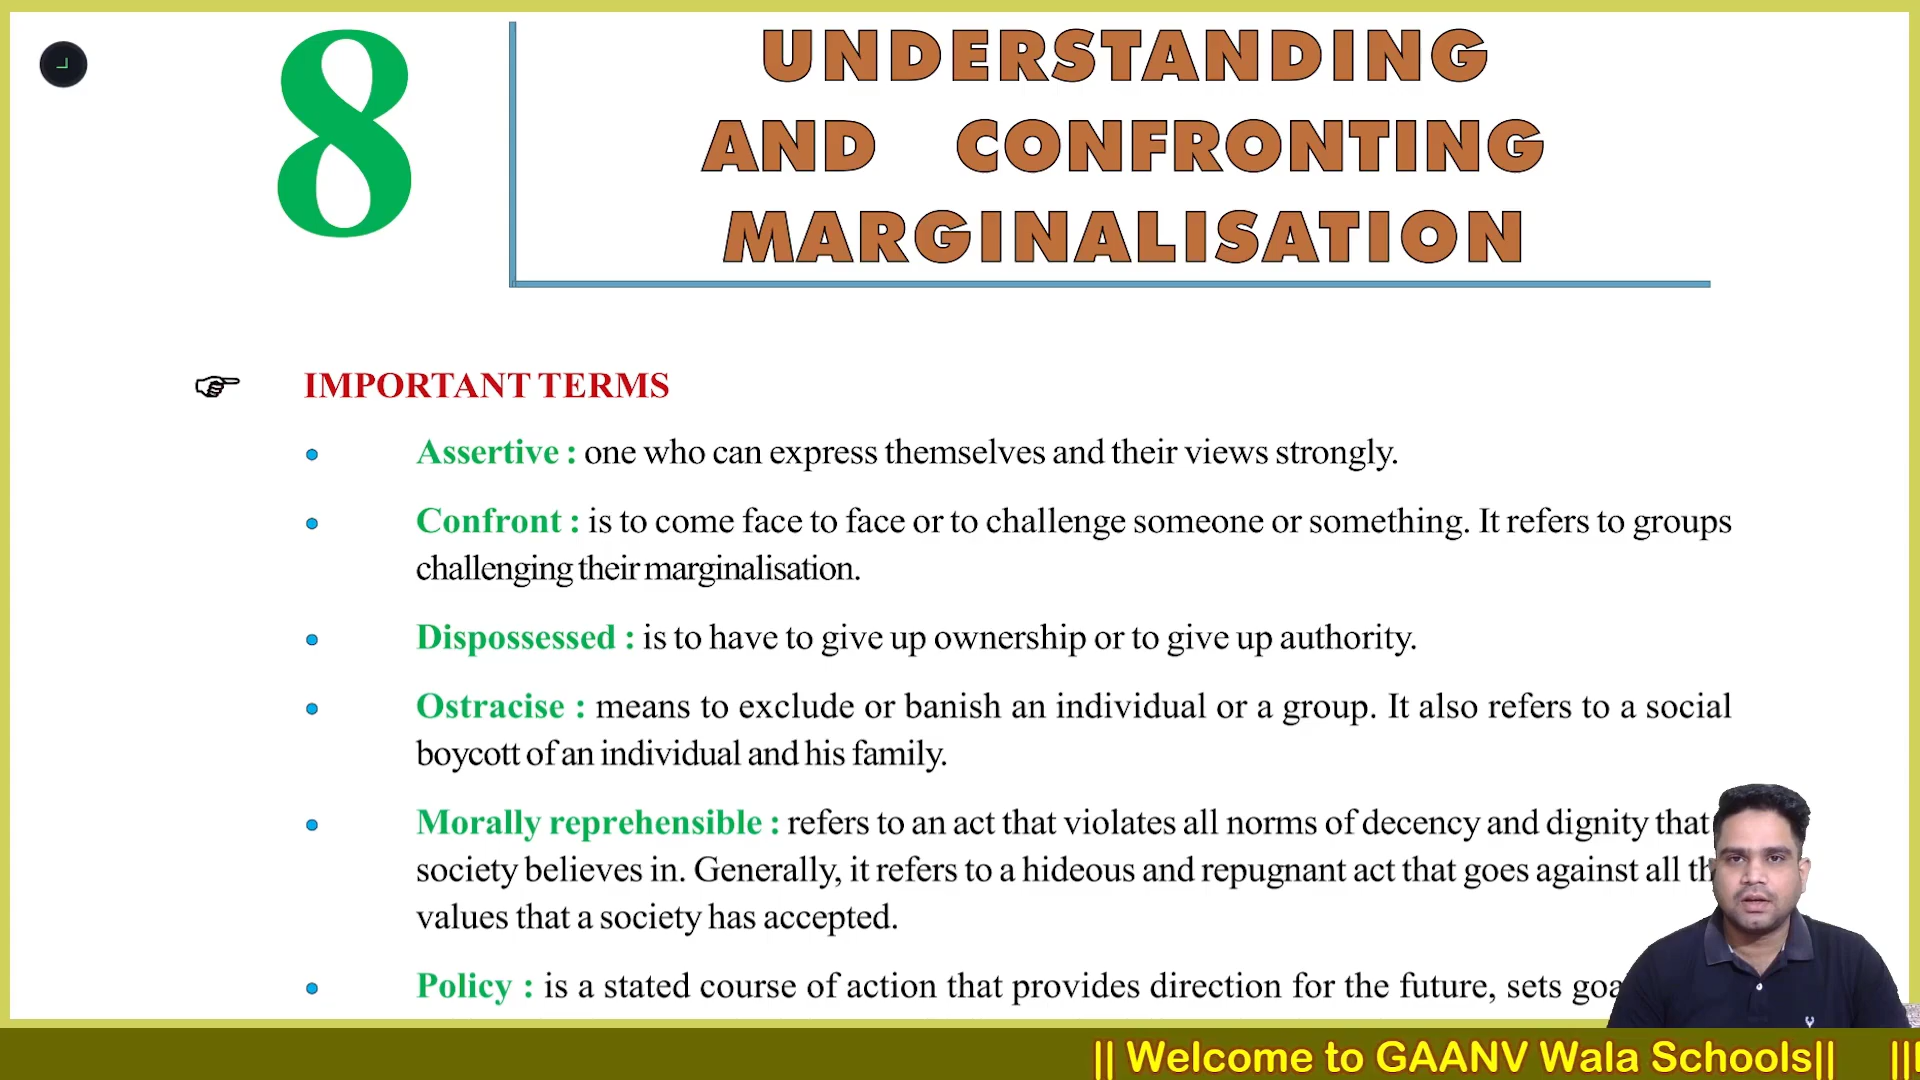 8
UNDERSTANDING
AND CONFRONTING
MARGINALISATION
IMPORTANT TERMS
• Assertive : one who can express themselves and their views strongly.
• Confront : is to come face to face or to challenge someone or something. It refers to groups
challenging their marginalisation.
• Dispossessed : is to have to give up ownership or to give up authority.
• Ostracise : means to exclude or banish an individual or a group. It also refers to a social
boycott of an individual and his family.
• Morally reprehensible : refers to an act that violates all norms of decency and dignity that
society believes in. Generally, it refers to a hideous and repugnant act that goes against all
values that a society has accepted.
• Policy : is a stated course of action that provides direction for the future, sets
|| Welcome to GAANV Wala Schools|| ||